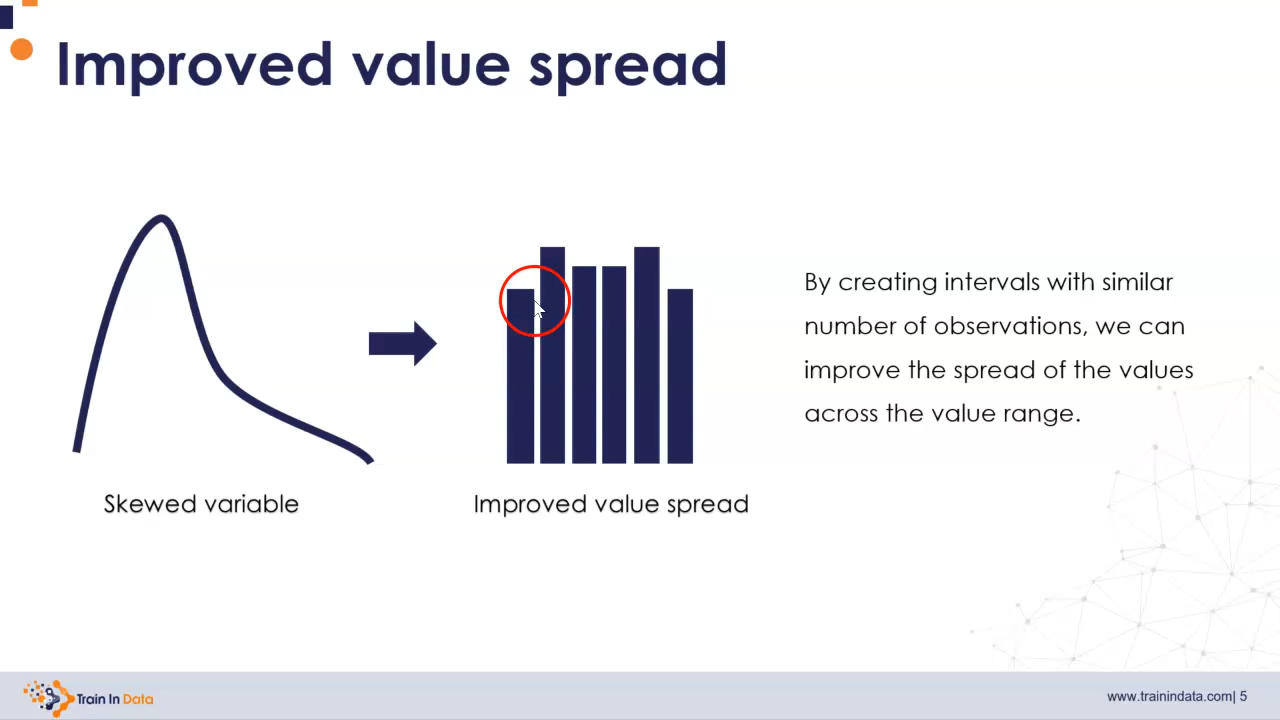 Improved value spread
By creating intervals with similar
number of observations, we can
improve the spread of the values
across the value range.
Skewed variable
Improved value spread
Train In Data
www.trainindata.com| 5